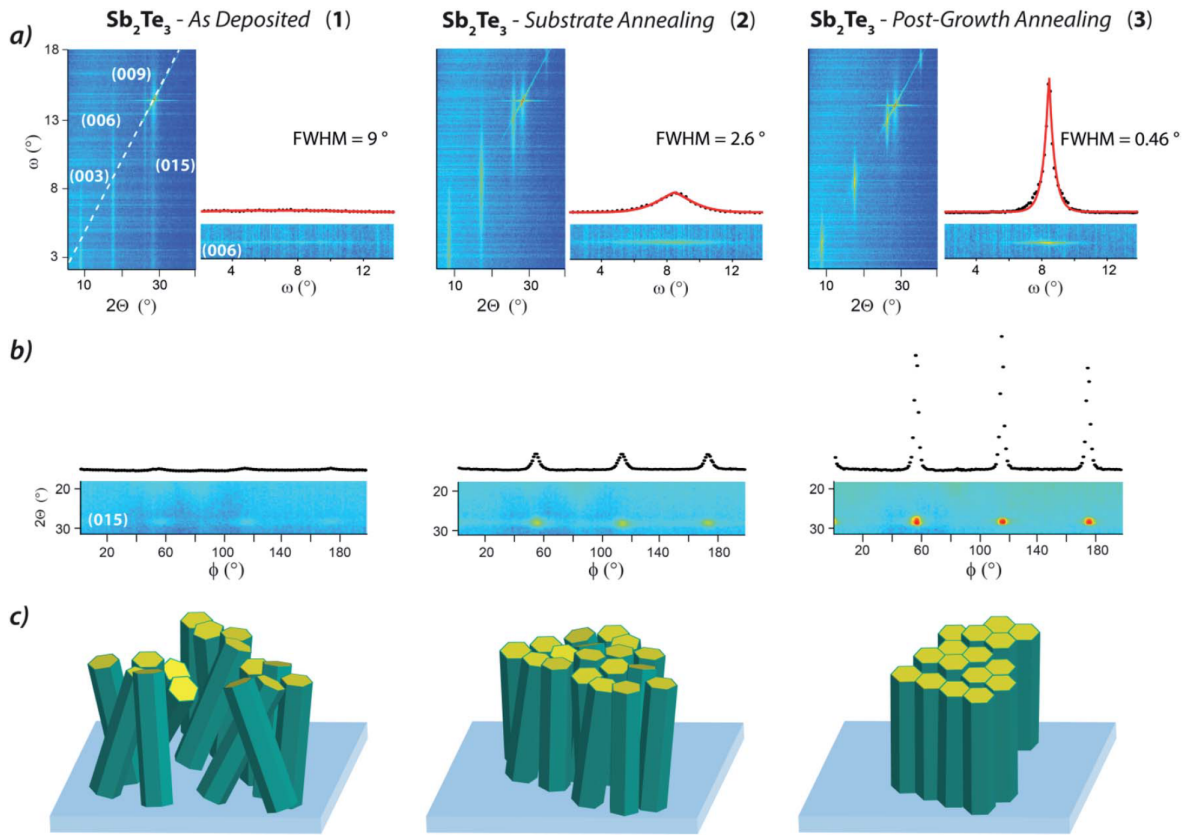 Sb2Te3 - As Deposited (1)
Sb2Te3 - Substrate Annealing (2)
Sb2Te3 - Post-Growth Annealing (3)
a)
18
13
8
3
ω (°)
(009)
(006)
(003)
(015)
10
30
2Θ (°)
FWHM = 9 °
(006)
4
8
12
ω (°)
10
30
2Θ (°)
FWHM = 2.6 °
4
8
12
ω (°)
10
30
2Θ (°)
FWHM = 0.46 °
4
8
12
ω (°)
b)
20
30
2Θ (°)
(015)
20
60
100
140
180
ϕ (°)
20
30
20
60
100
140
180
ϕ (°)
20
30
20
60
100
140
180
ϕ (°)
c)